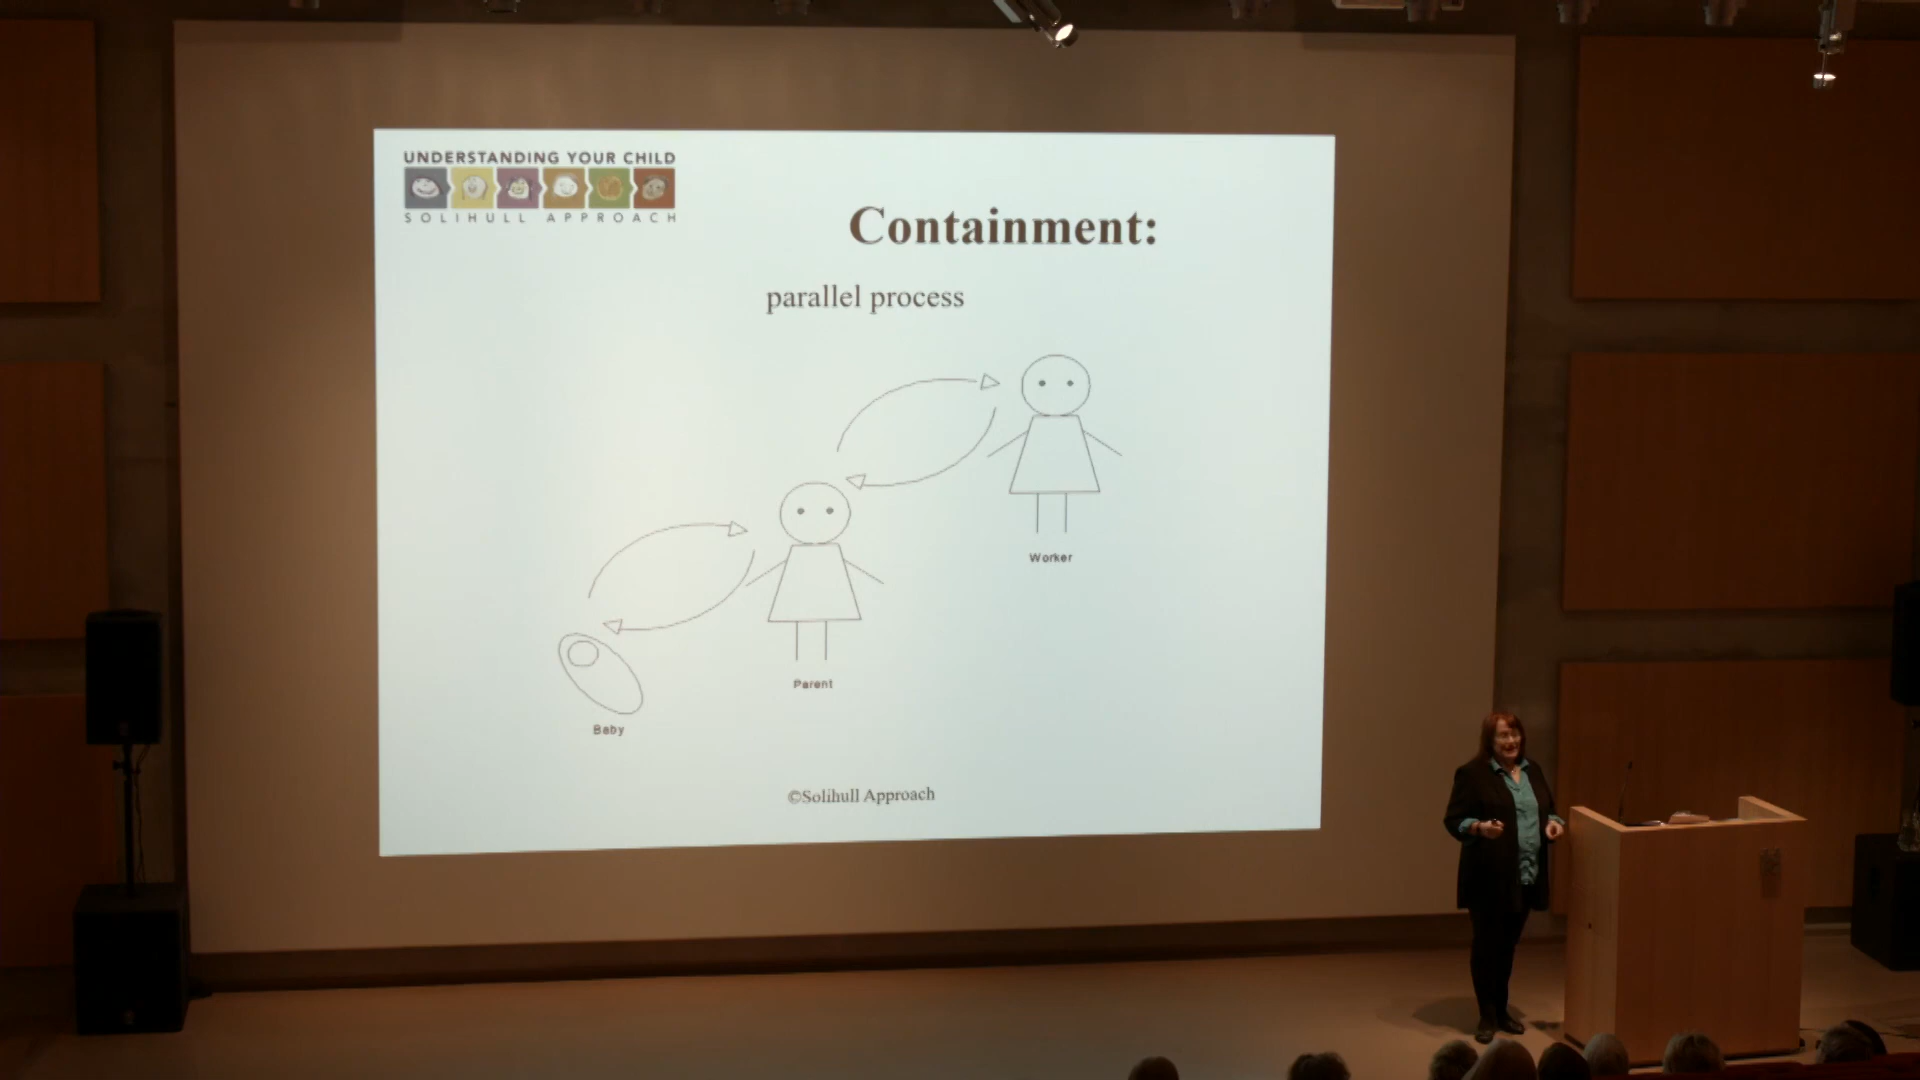 UNDERSTANDING YOUR CHILD
SOLIHULL APPROACH
Containment:
parallel process
Worker
Parent
Baby
©Solihull Approach